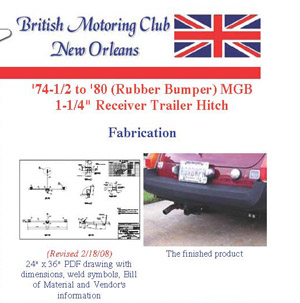 British Motoring Club
New Orleans
'74-1/2 to '80 (Rubber Bumper) MGB
1-1/4" Receiver Trailer Hitch
Fabrication
(Revised 2/18/08)
24" x 36" PDF drawing with
dimensions, weld symbols, Bill
of Material and Vendor's
information
The finished product